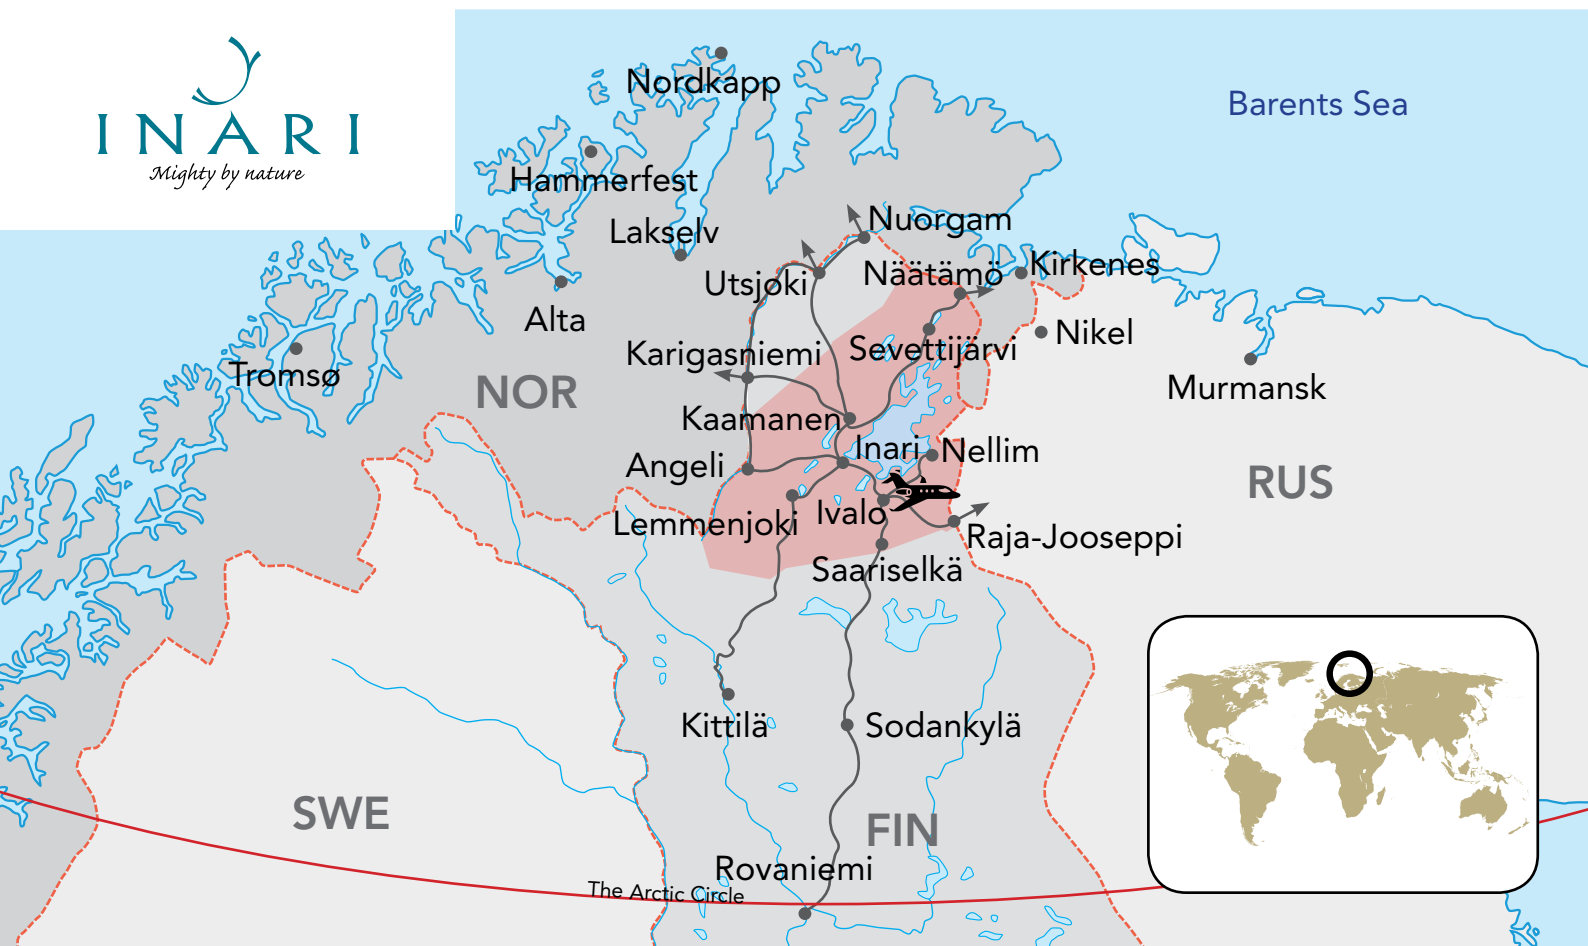 INARI
Mighty by nature
Nordkapp
Barents Sea
Hammerfest
Lakselv
Nuorgam
Utsjoki
Näätämö
Kirkenes
Alta
Nikel
Tromsø
Karigasniemi
Sevettijärvi
NOR
Murmansk
Kaamanen
Inari
Nellim
Angeli
RUS
Lemmenjoki
Ivalo
Raja-Jooseppi
Saariselkä
Kittilä
Sodankylä
SWE
FIN
Rovaniemi
The Arctic Circle